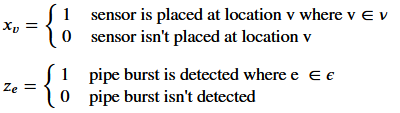 x_v = { 1 sensor is placed at location v where v ∈ 𝜈
0 sensor isn't placed at location v
z_e = { 1 pipe burst is detected where e ∈ ϵ
0 pipe burst isn't detected